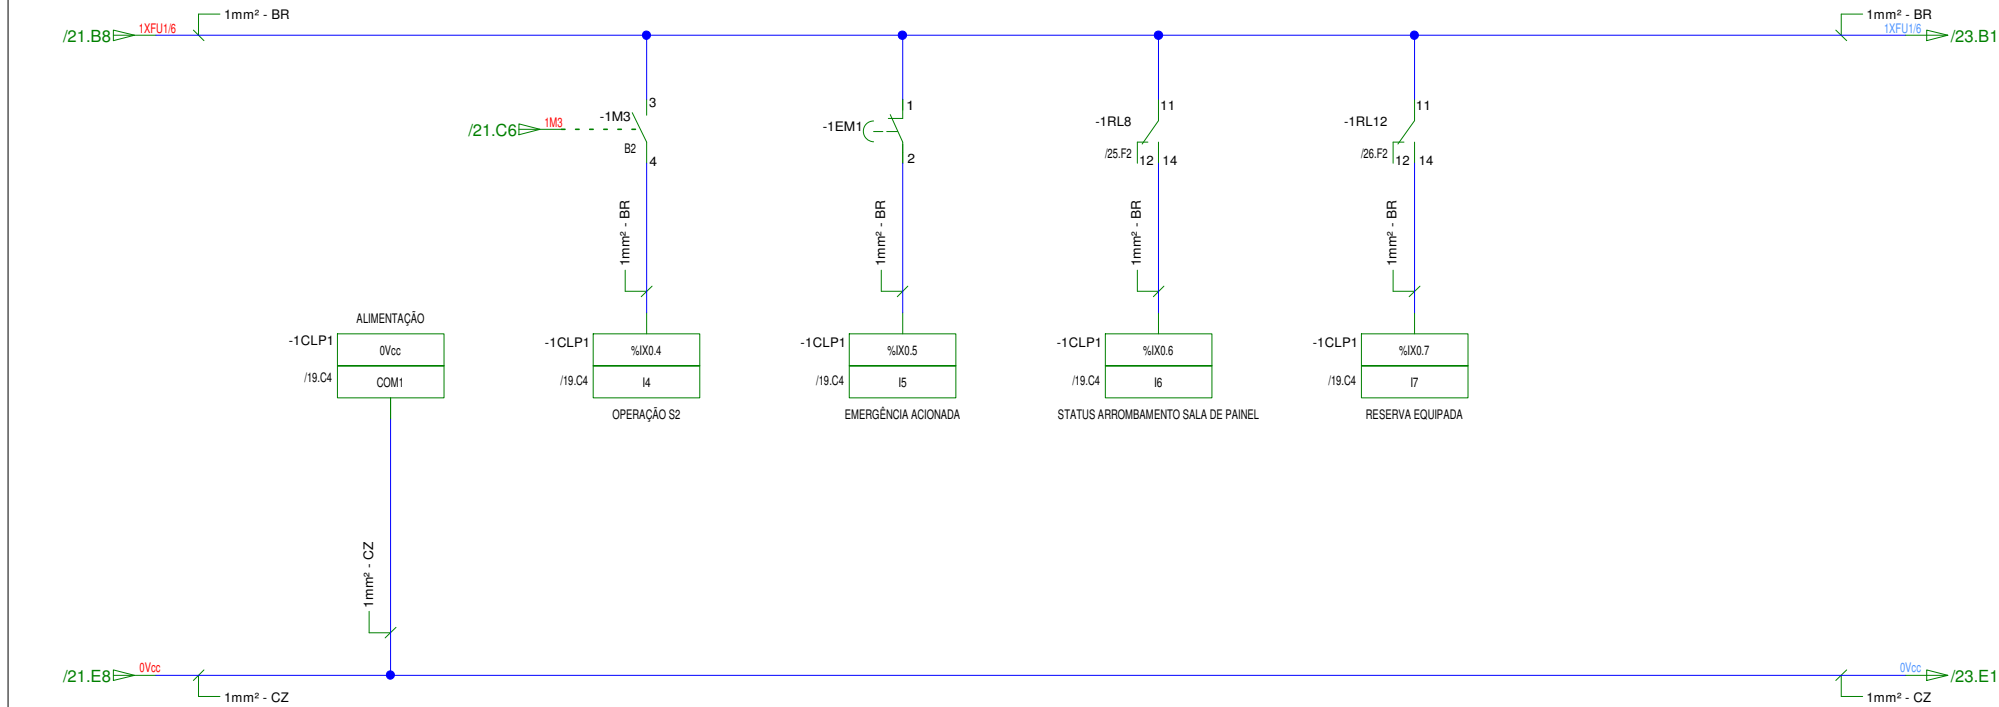 1mm² - BR
1mm² - BR
/21.B8
1XFU1/6
1XFU1/6
/23.B1
3
1
11
11
-1M3
-1RL8
-1RL12
/21.C6
1M3
-1EM1
B2
/25.F2
/26.F2
4
2
12
14
12
14
1mm² - BR
1mm² - BR
1mm² - BR
1mm² - BR
ALIMENTAÇÃO
-1CLP1
0Vcc
-1CLP1
%IX0.4
-1CLP1
%IX0.5
-1CLP1
%IX0.6
-1CLP1
%IX0.7
/19.C4
COM1
/19.C4
I4
/19.C4
I5
/19.C4
I6
/19.C4
I7
OPERAÇÃO S2
EMERGÊNCIA ACIONADA
STATUS ARROMBAMENTO SALA DE PAINEL
RESERVA EQUIPADA
1mm² - CZ
/21.E8
0Vcc
0Vcc
/23.E1
1mm² - CZ
1mm² - CZ